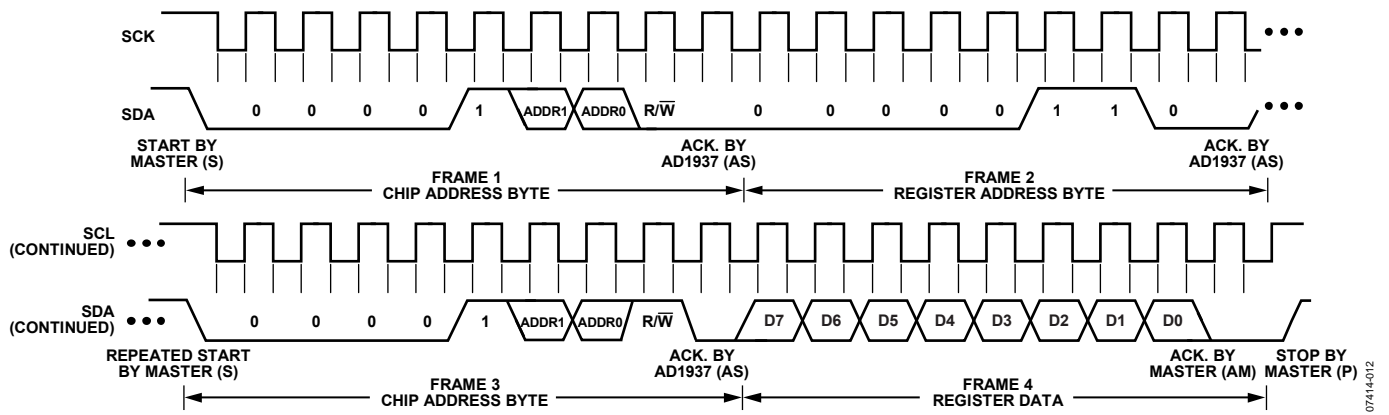 SCK
SDA 0 0 0 0 1 ADDR1 ADDR0 R/W̅ 0 0 0 0 0 1 1 0
START BY
MASTER (S)
ACK. BY
AD1937 (AS)
ACK. BY
AD1937 (AS)
FRAME 1
CHIP ADDRESS BYTE
FRAME 2
REGISTER ADDRESS BYTE
SCL
(CONTINUED)
SDA
(CONTINUED)
0 0 0 0 1 ADDR1 ADDR0 R/W̅ D7 D6 D5 D4 D3 D2 D1 D0
REPEATED START
BY MASTER (S)
ACK. BY
AD1937 (AS)
ACK. BY
MASTER (AM)
STOP BY
MASTER (P)
FRAME 3
CHIP ADDRESS BYTE
FRAME 4
REGISTER DATA
07414-012